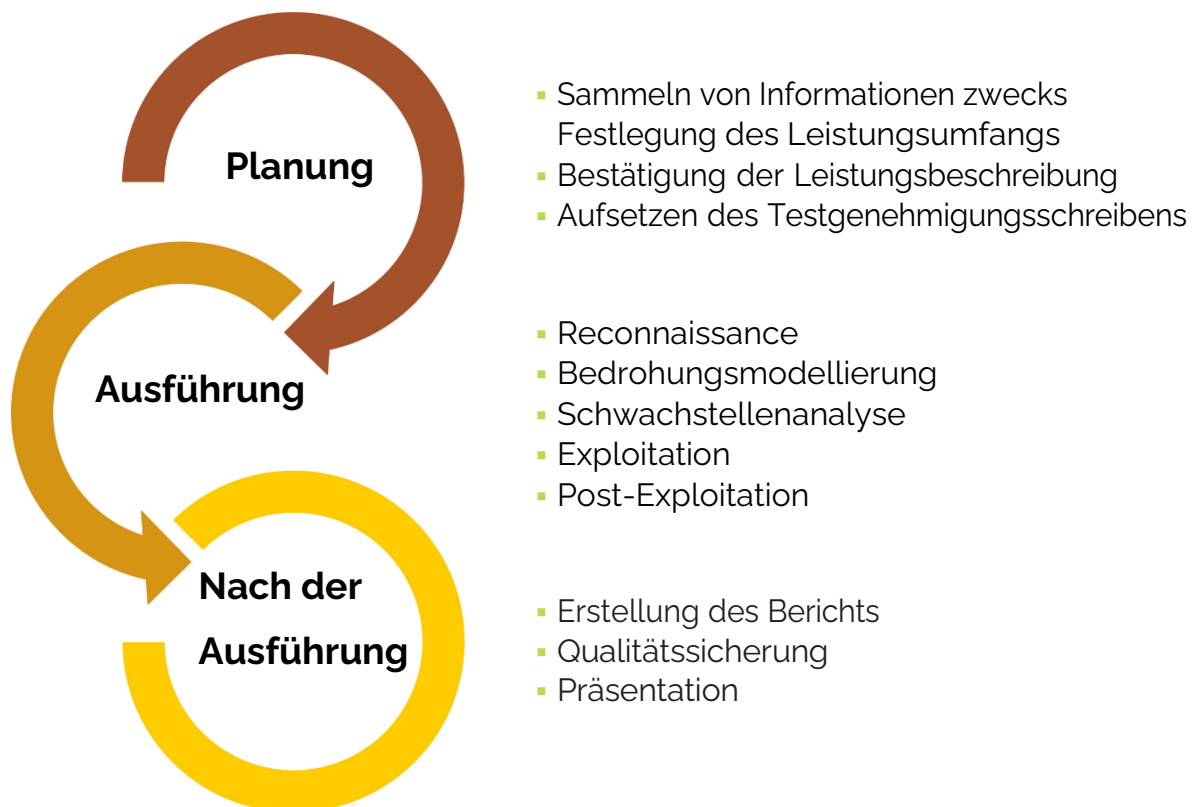 Planung
▪ Sammeln von Informationen zwecks
Festlegung des Leistungsumfangs
▪ Bestätigung der Leistungsbeschreibung
▪ Aufsetzen des Testgenehmigungsschreibens
Ausführung
▪ Reconnaissance
▪ Bedrohungsmodellierung
▪ Schwachstellenanalyse
▪ Exploitation
▪ Post-Exploitation
Nach der
Ausführung
▪ Erstellung des Berichts
▪ Qualitätssicherung
▪ Präsentation